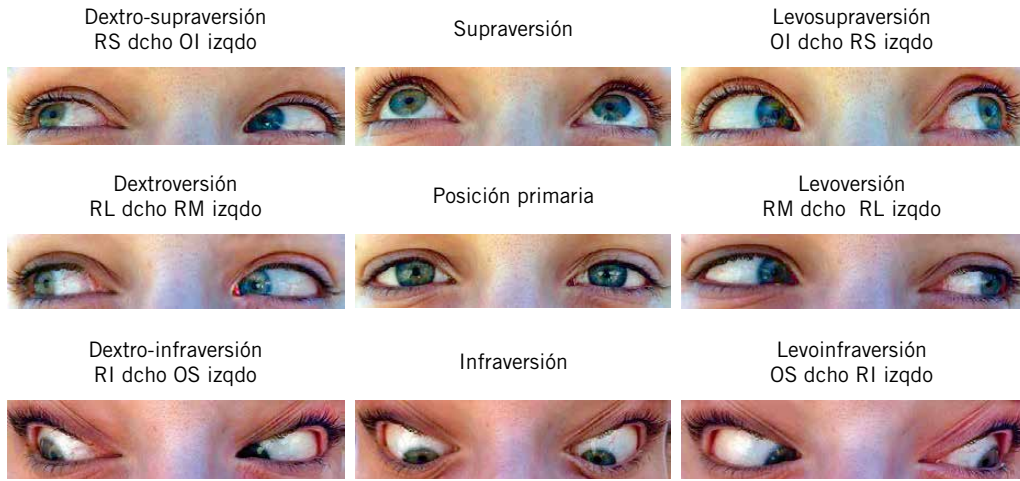 Dextro-supraversión
RS dcho OI izqdo
Supraversión
Levosupraversión
OI dcho RS izqdo
Dextroversión
RL dcho RM izqdo
Posición primaria
Levoversión
RM dcho RL izqdo
Dextro-infraversión
RI dcho OS izqdo
Infraversión
Levoinfraversión
OS dcho RI izqdo